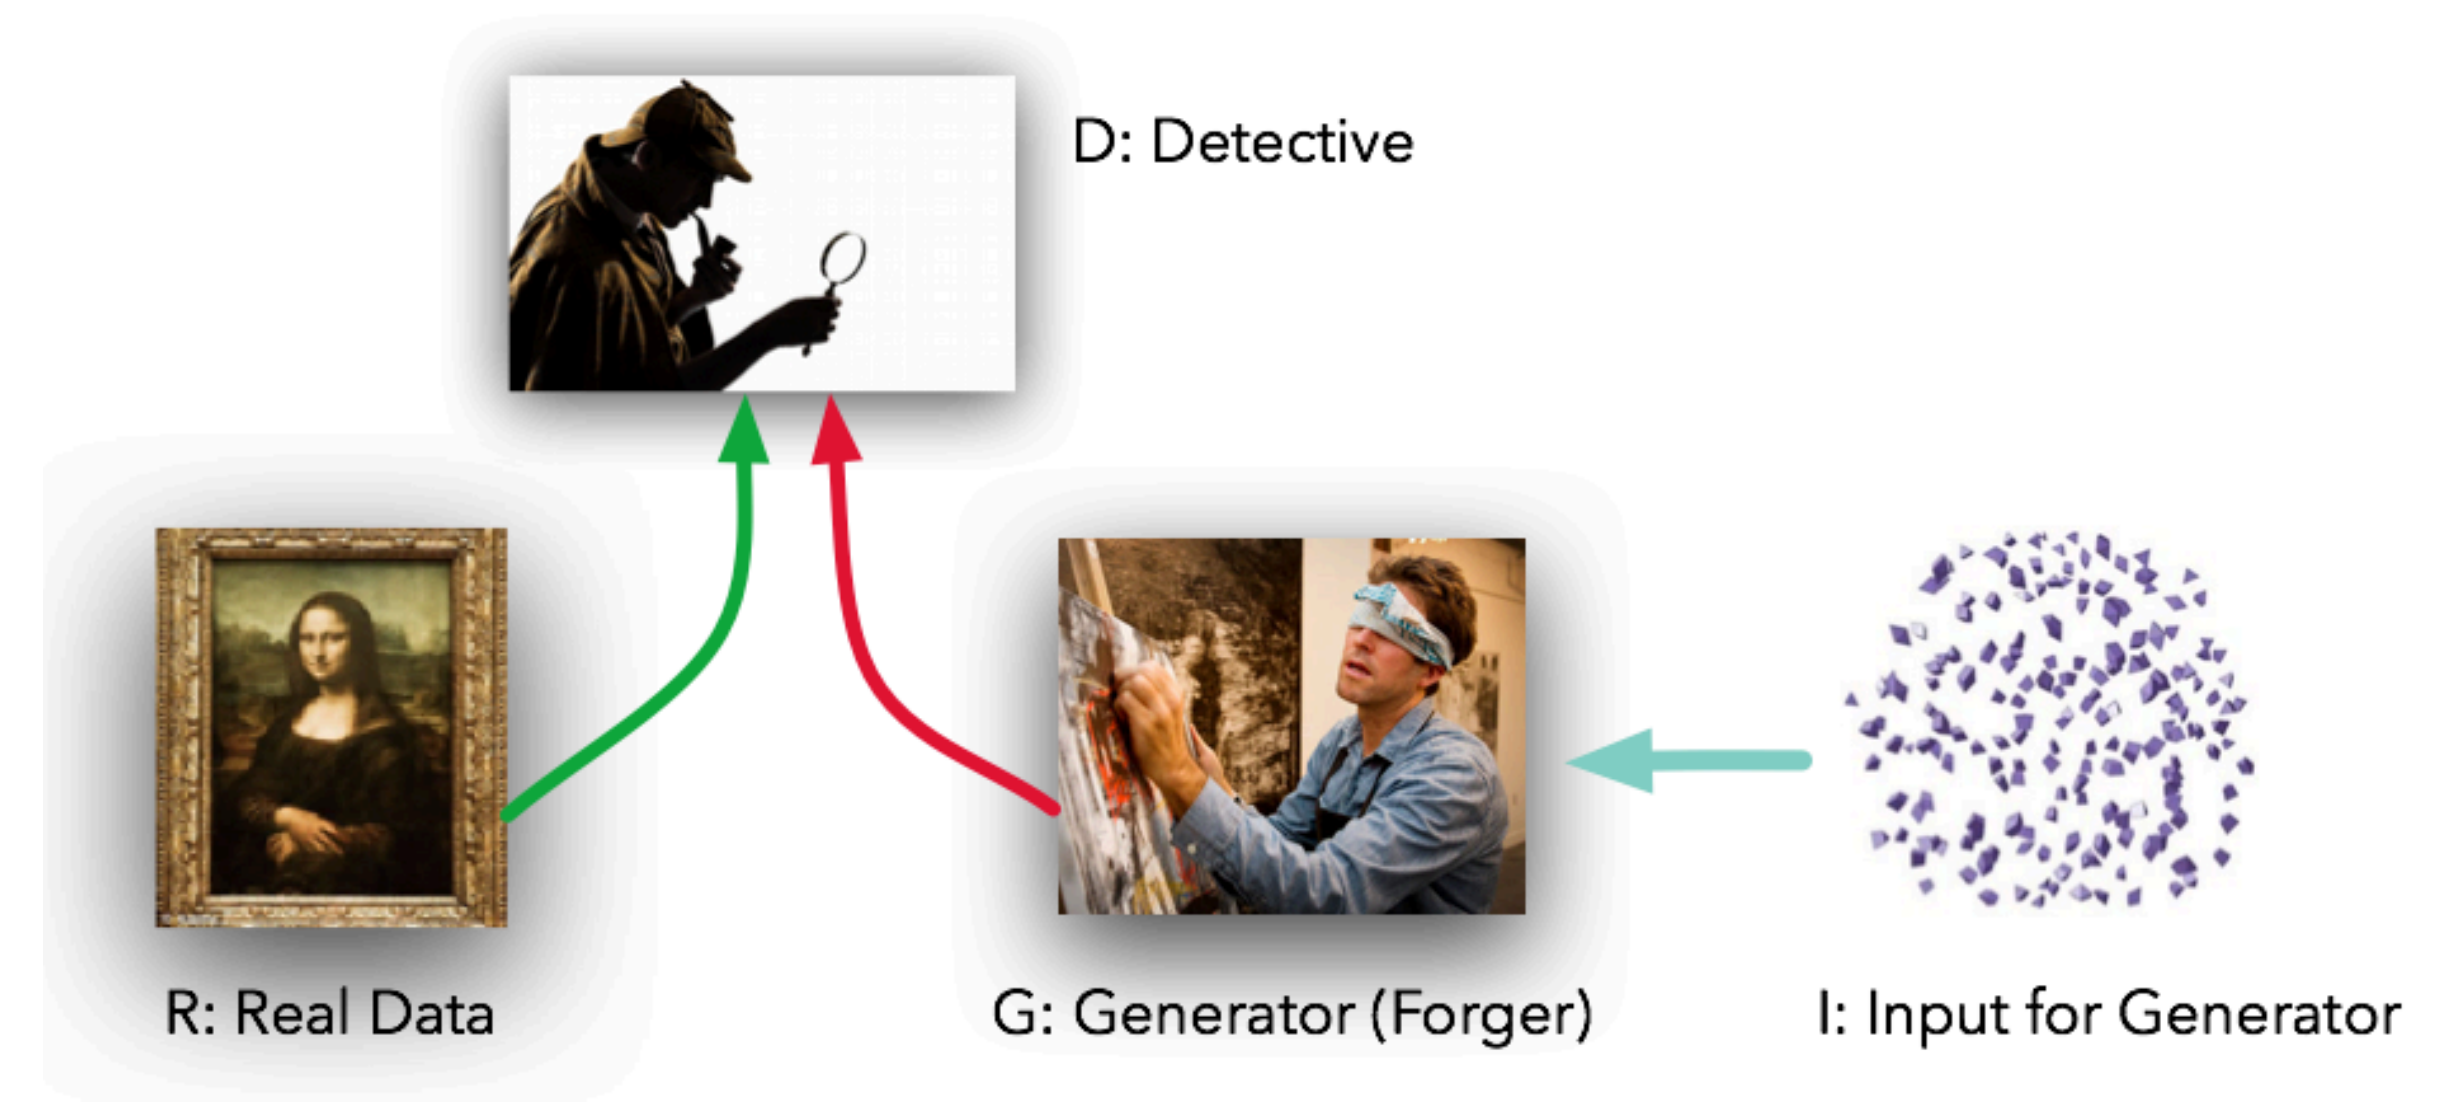 D: Detective
R: Real Data
G: Generator (Forger)
I: Input for Generator